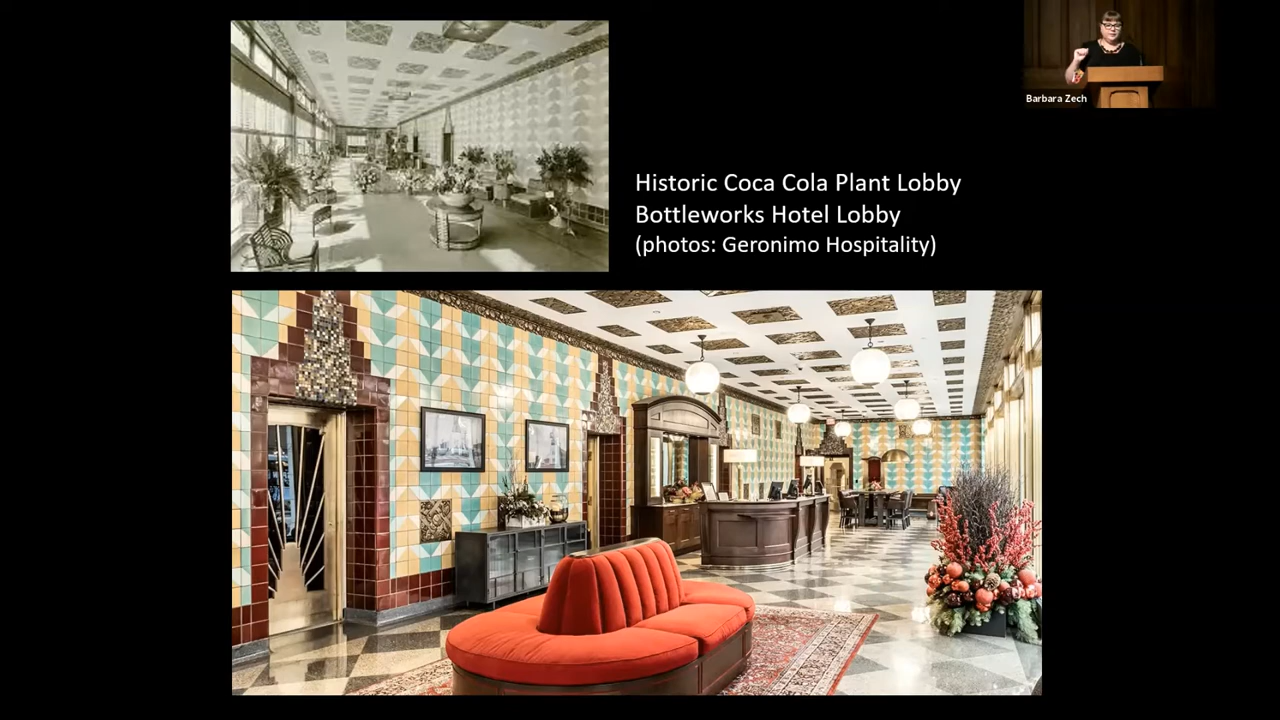 Barbara Zech
Historic Coca Cola Plant Lobby
Bottleworks Hotel Lobby
(photos: Geronimo Hospitality)